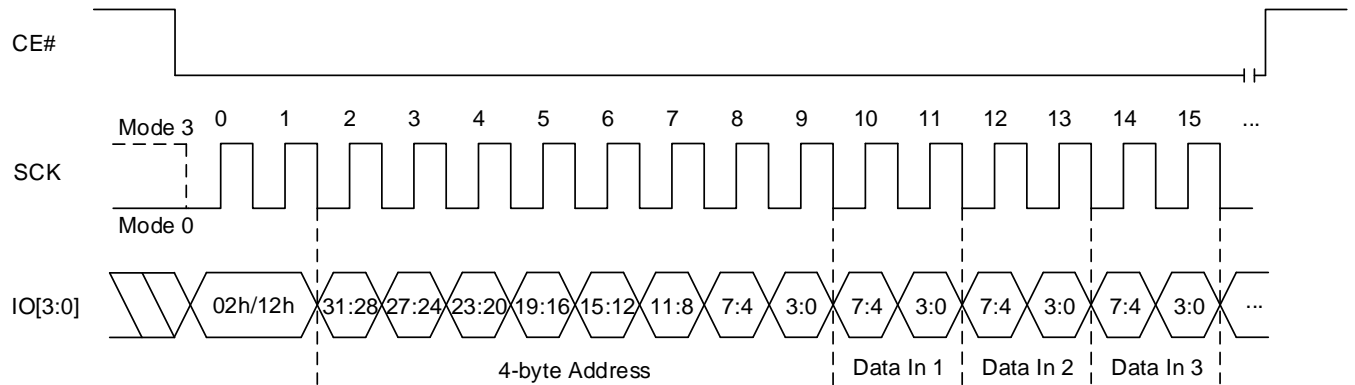 CE#
Mode 3 0 1 2 3 4 5 6 7 8 9 10 11 12 13 14 15 ...
SCK
Mode 0
IO[3:0] 02h/12h 31:28 27:24 23:20 19:16 15:12 11:8 7:4 3:0 7:4 3:0 7:4 3:0 7:4 3:0 ...
4-byte Address Data In 1 Data In 2 Data In 3